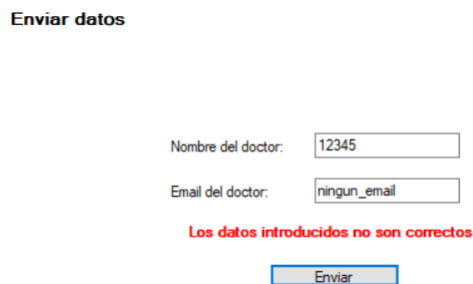 Enviar datos
Nombre del doctor: 12345
Email del doctor: ningun_email
Los datos introducidos no son correctos
Enviar